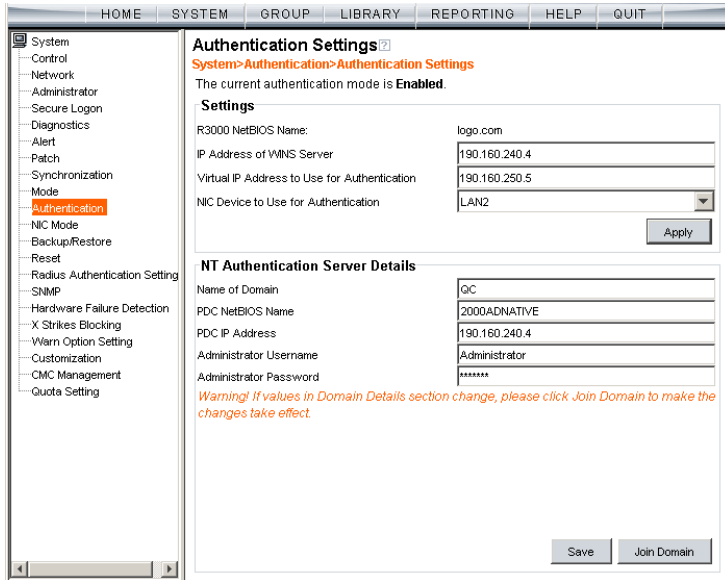 HOME SYSTEM GROUP LIBRARY REPORTING HELP QUIT
System
Control
Network
Administrator
Secure Logon
Diagnostics
Alert
Patch
Synchronization
Mode
Authentication
NIC Mode
Backup/Restore
Reset
Radius Authentication Setting
SNMP
Hardware Failure Detection
X Strikes Blocking
Warn Option Setting
Customization
CMC Management
Quota Setting
Authentication Settings ?
System>Authentication>Authentication Settings
The current authentication mode is Enabled.
Settings
R3000 NetBIOS Name: logo.com
IP Address of WINS Server 190.160.240.4
Virtual IP Address to Use for Authentication 190.160.250.5
NIC Device to Use for Authentication LAN2
Apply
NT Authentication Server Details
Name of Domain QC
PDC NetBIOS Name 2000ADNATIVE
PDC IP Address 190.160.240.4
Administrator Username Administrator
Administrator Password *******
Warning! If values in Domain Details section change, please click Join Domain to make the
changes take effect.
Save Join Domain